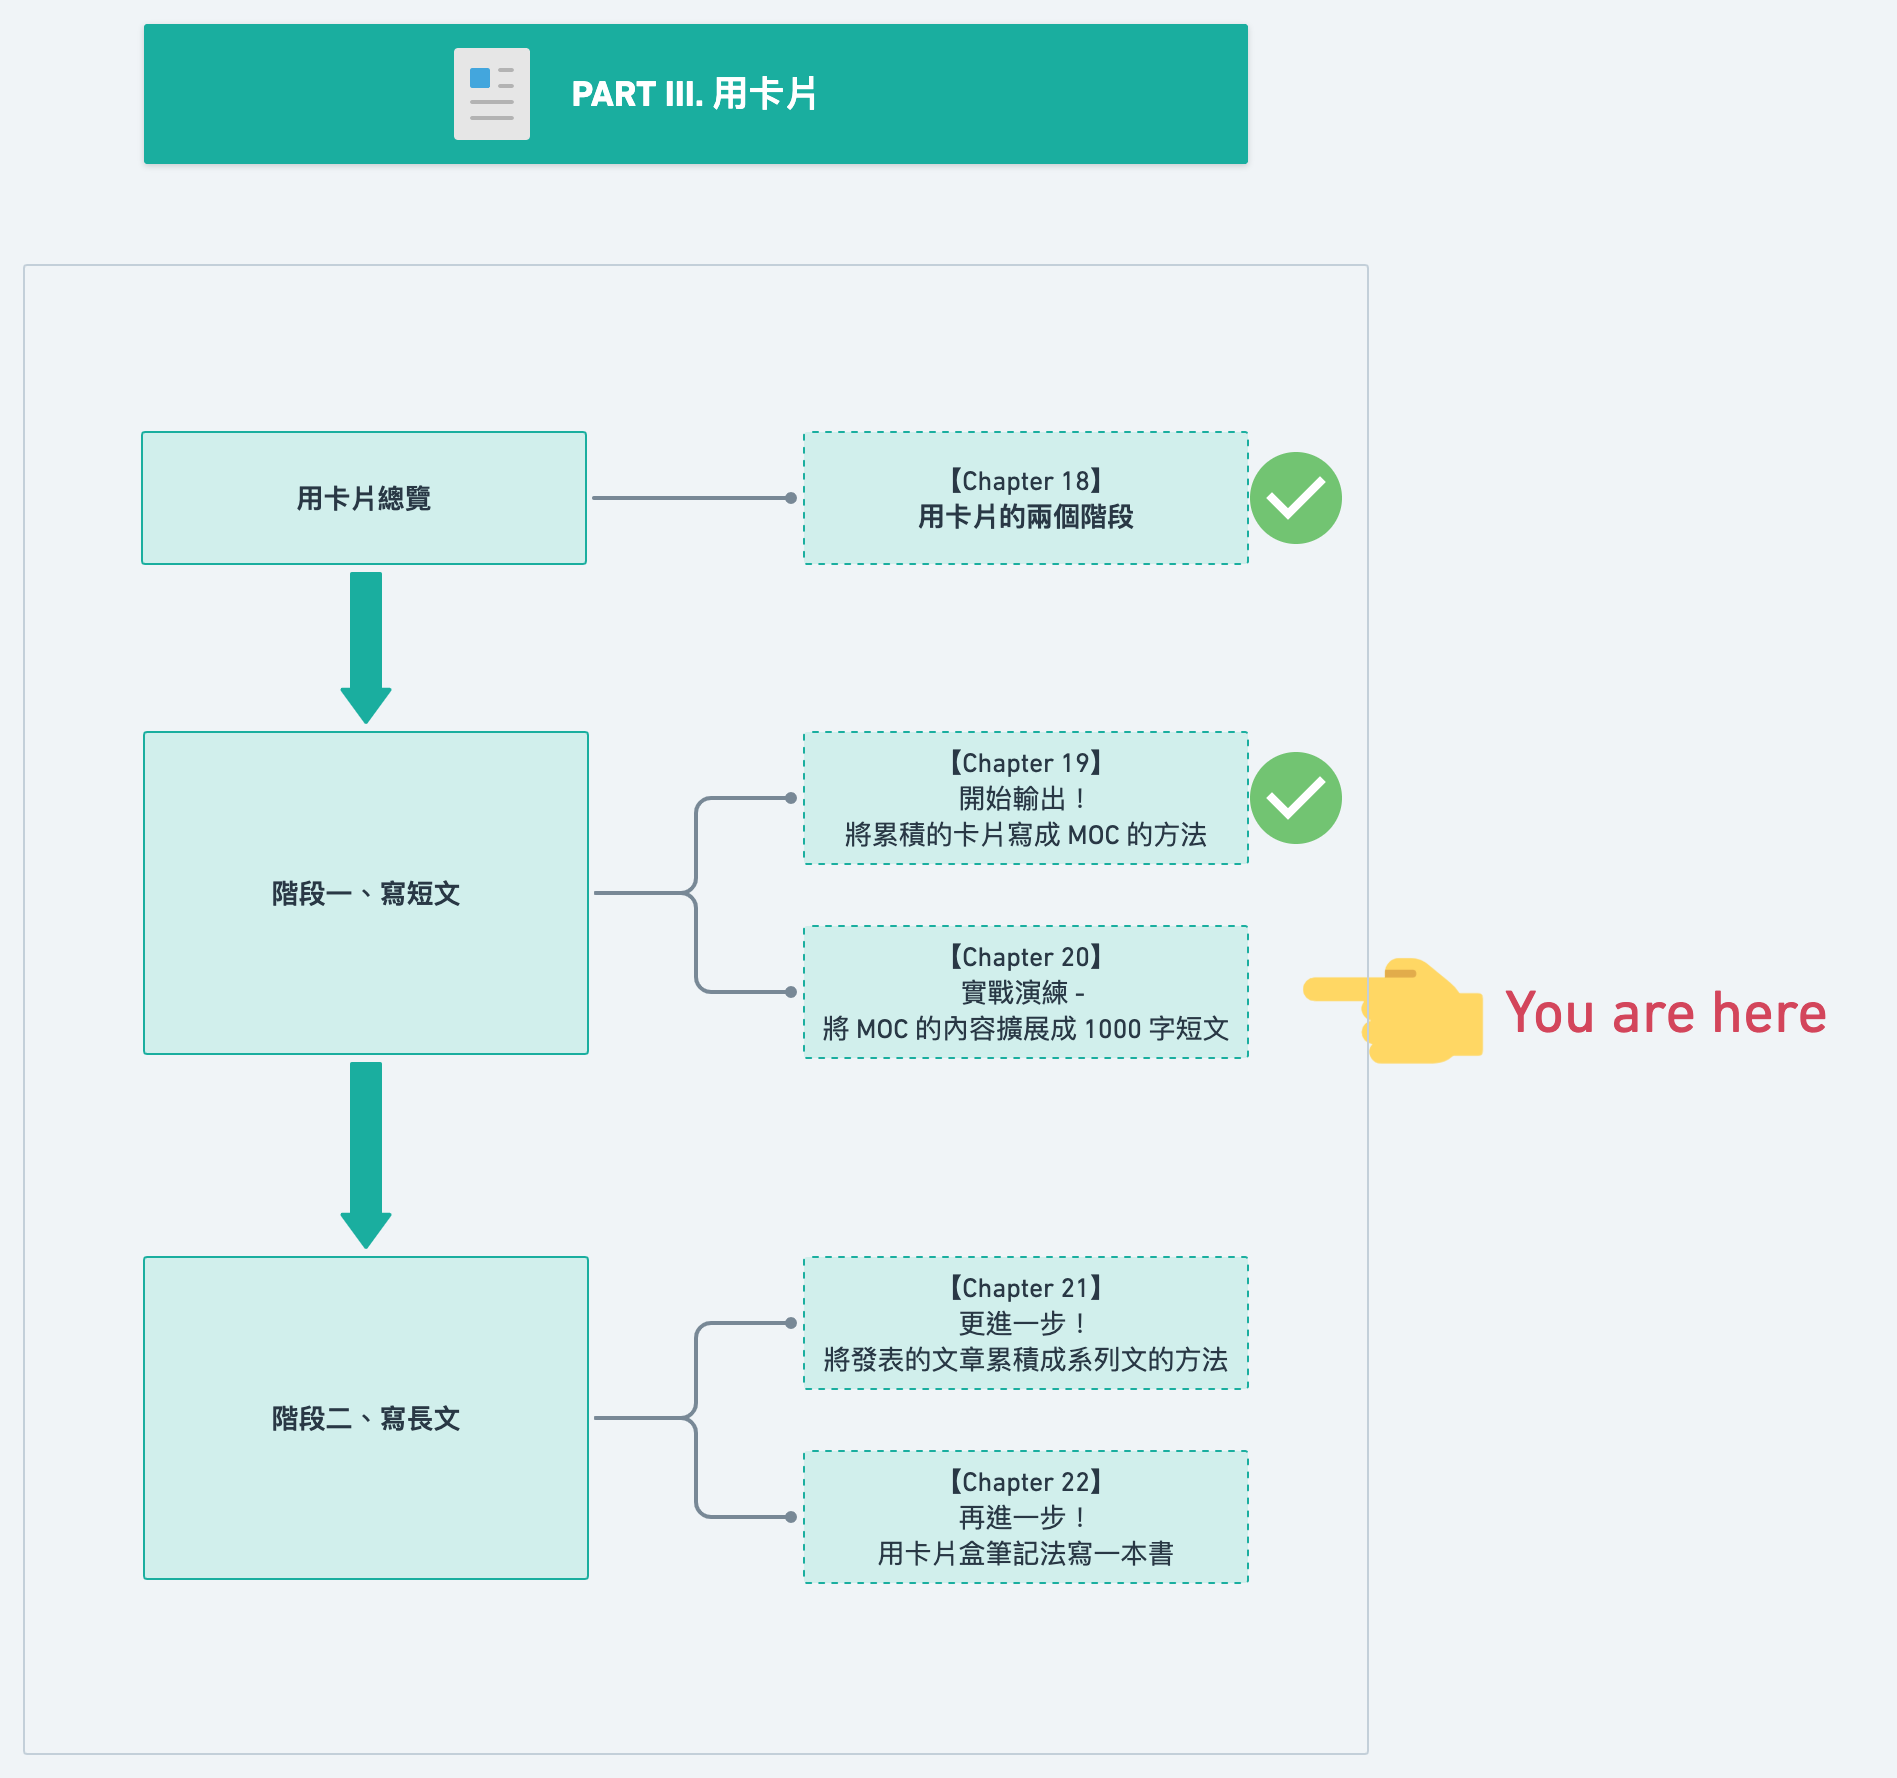 PART III. 用卡片
用卡片總覽
【Chapter 18】
用卡片的兩個階段
階段一、寫短文
【Chapter 19】
開始輸出！
將累積的卡片寫成 MOC 的方法
【Chapter 20】
實戰演練 -
將 MOC 的內容擴展成 1000 字短文
You are here
階段二、寫長文
【Chapter 21】
更進一步！
將發表的文章累積成系列文的方法
【Chapter 22】
再進一步！
用卡片盒筆記法寫一本書